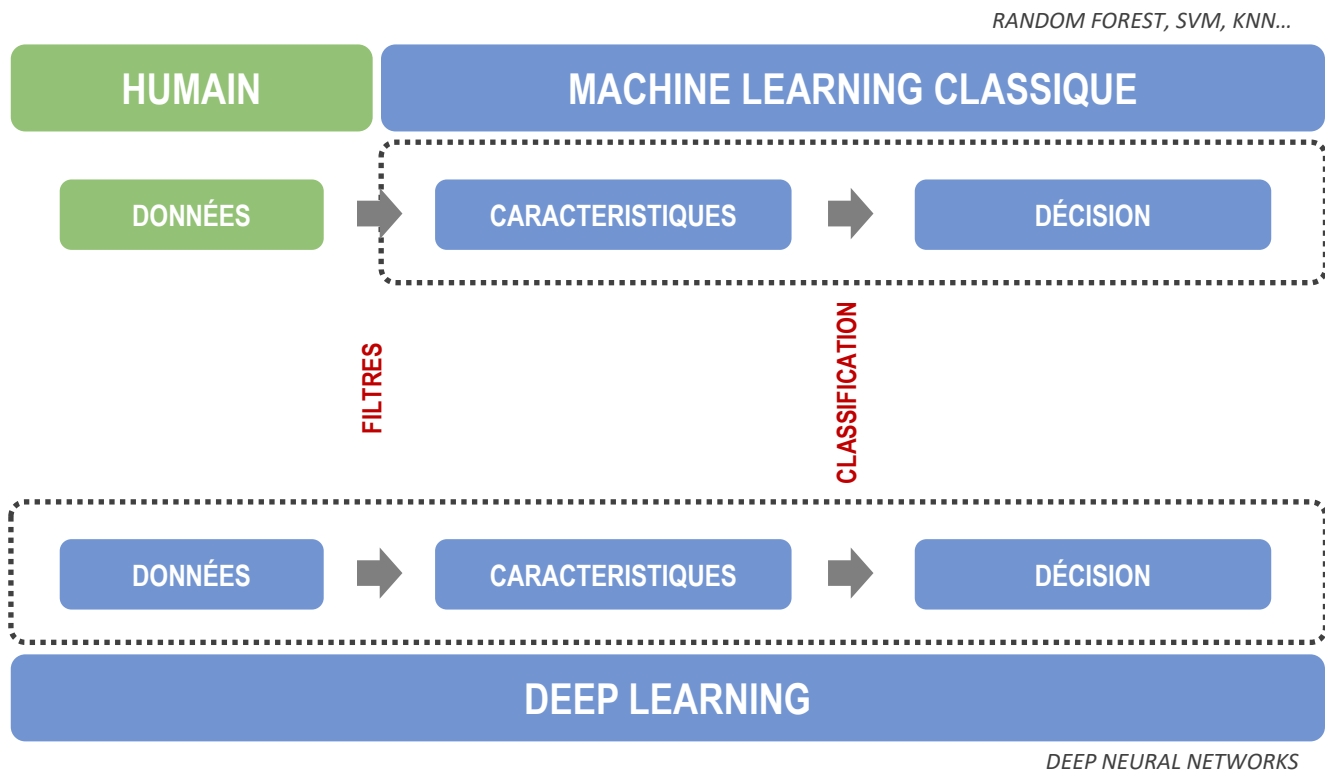 RANDOM FOREST, SVM, KNN...
HUMAIN
MACHINE LEARNING CLASSIQUE
DONNÉES
CARACTERISTIQUES
DÉCISION
FILTRES
CLASSIFICATION
DONNÉES
CARACTERISTIQUES
DÉCISION
DEEP LEARNING
DEEP NEURAL NETWORKS